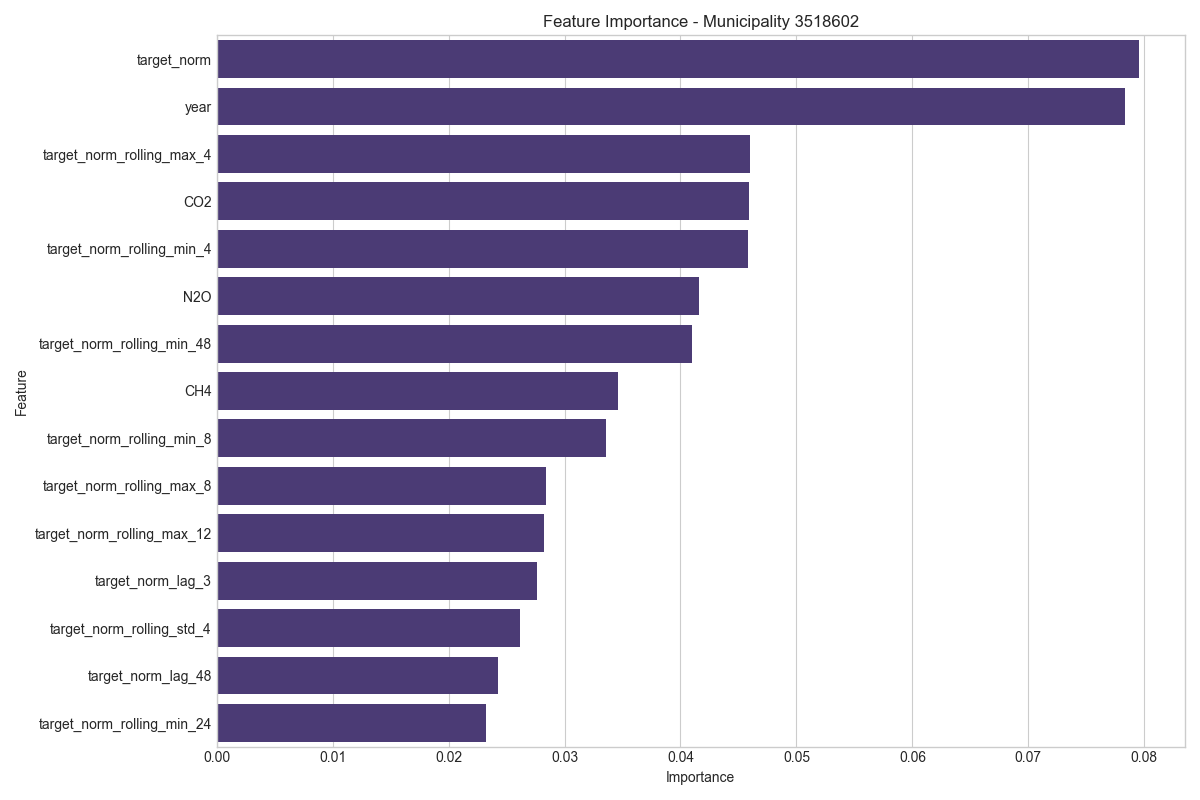 Feature Importance - Municipality 3518602
target_norm
year
target_norm_rolling_max_4
CO2
target_norm_rolling_min_4
N2O
target_norm_rolling_min_48
CH4
target_norm_rolling_min_8
target_norm_rolling_max_8
target_norm_rolling_max_12
target_norm_lag_3
target_norm_rolling_std_4
target_norm_lag_48
target_norm_rolling_min_24
Feature
0.00 0.01 0.02 0.03 0.04 0.05 0.06 0.07 0.08
Importance